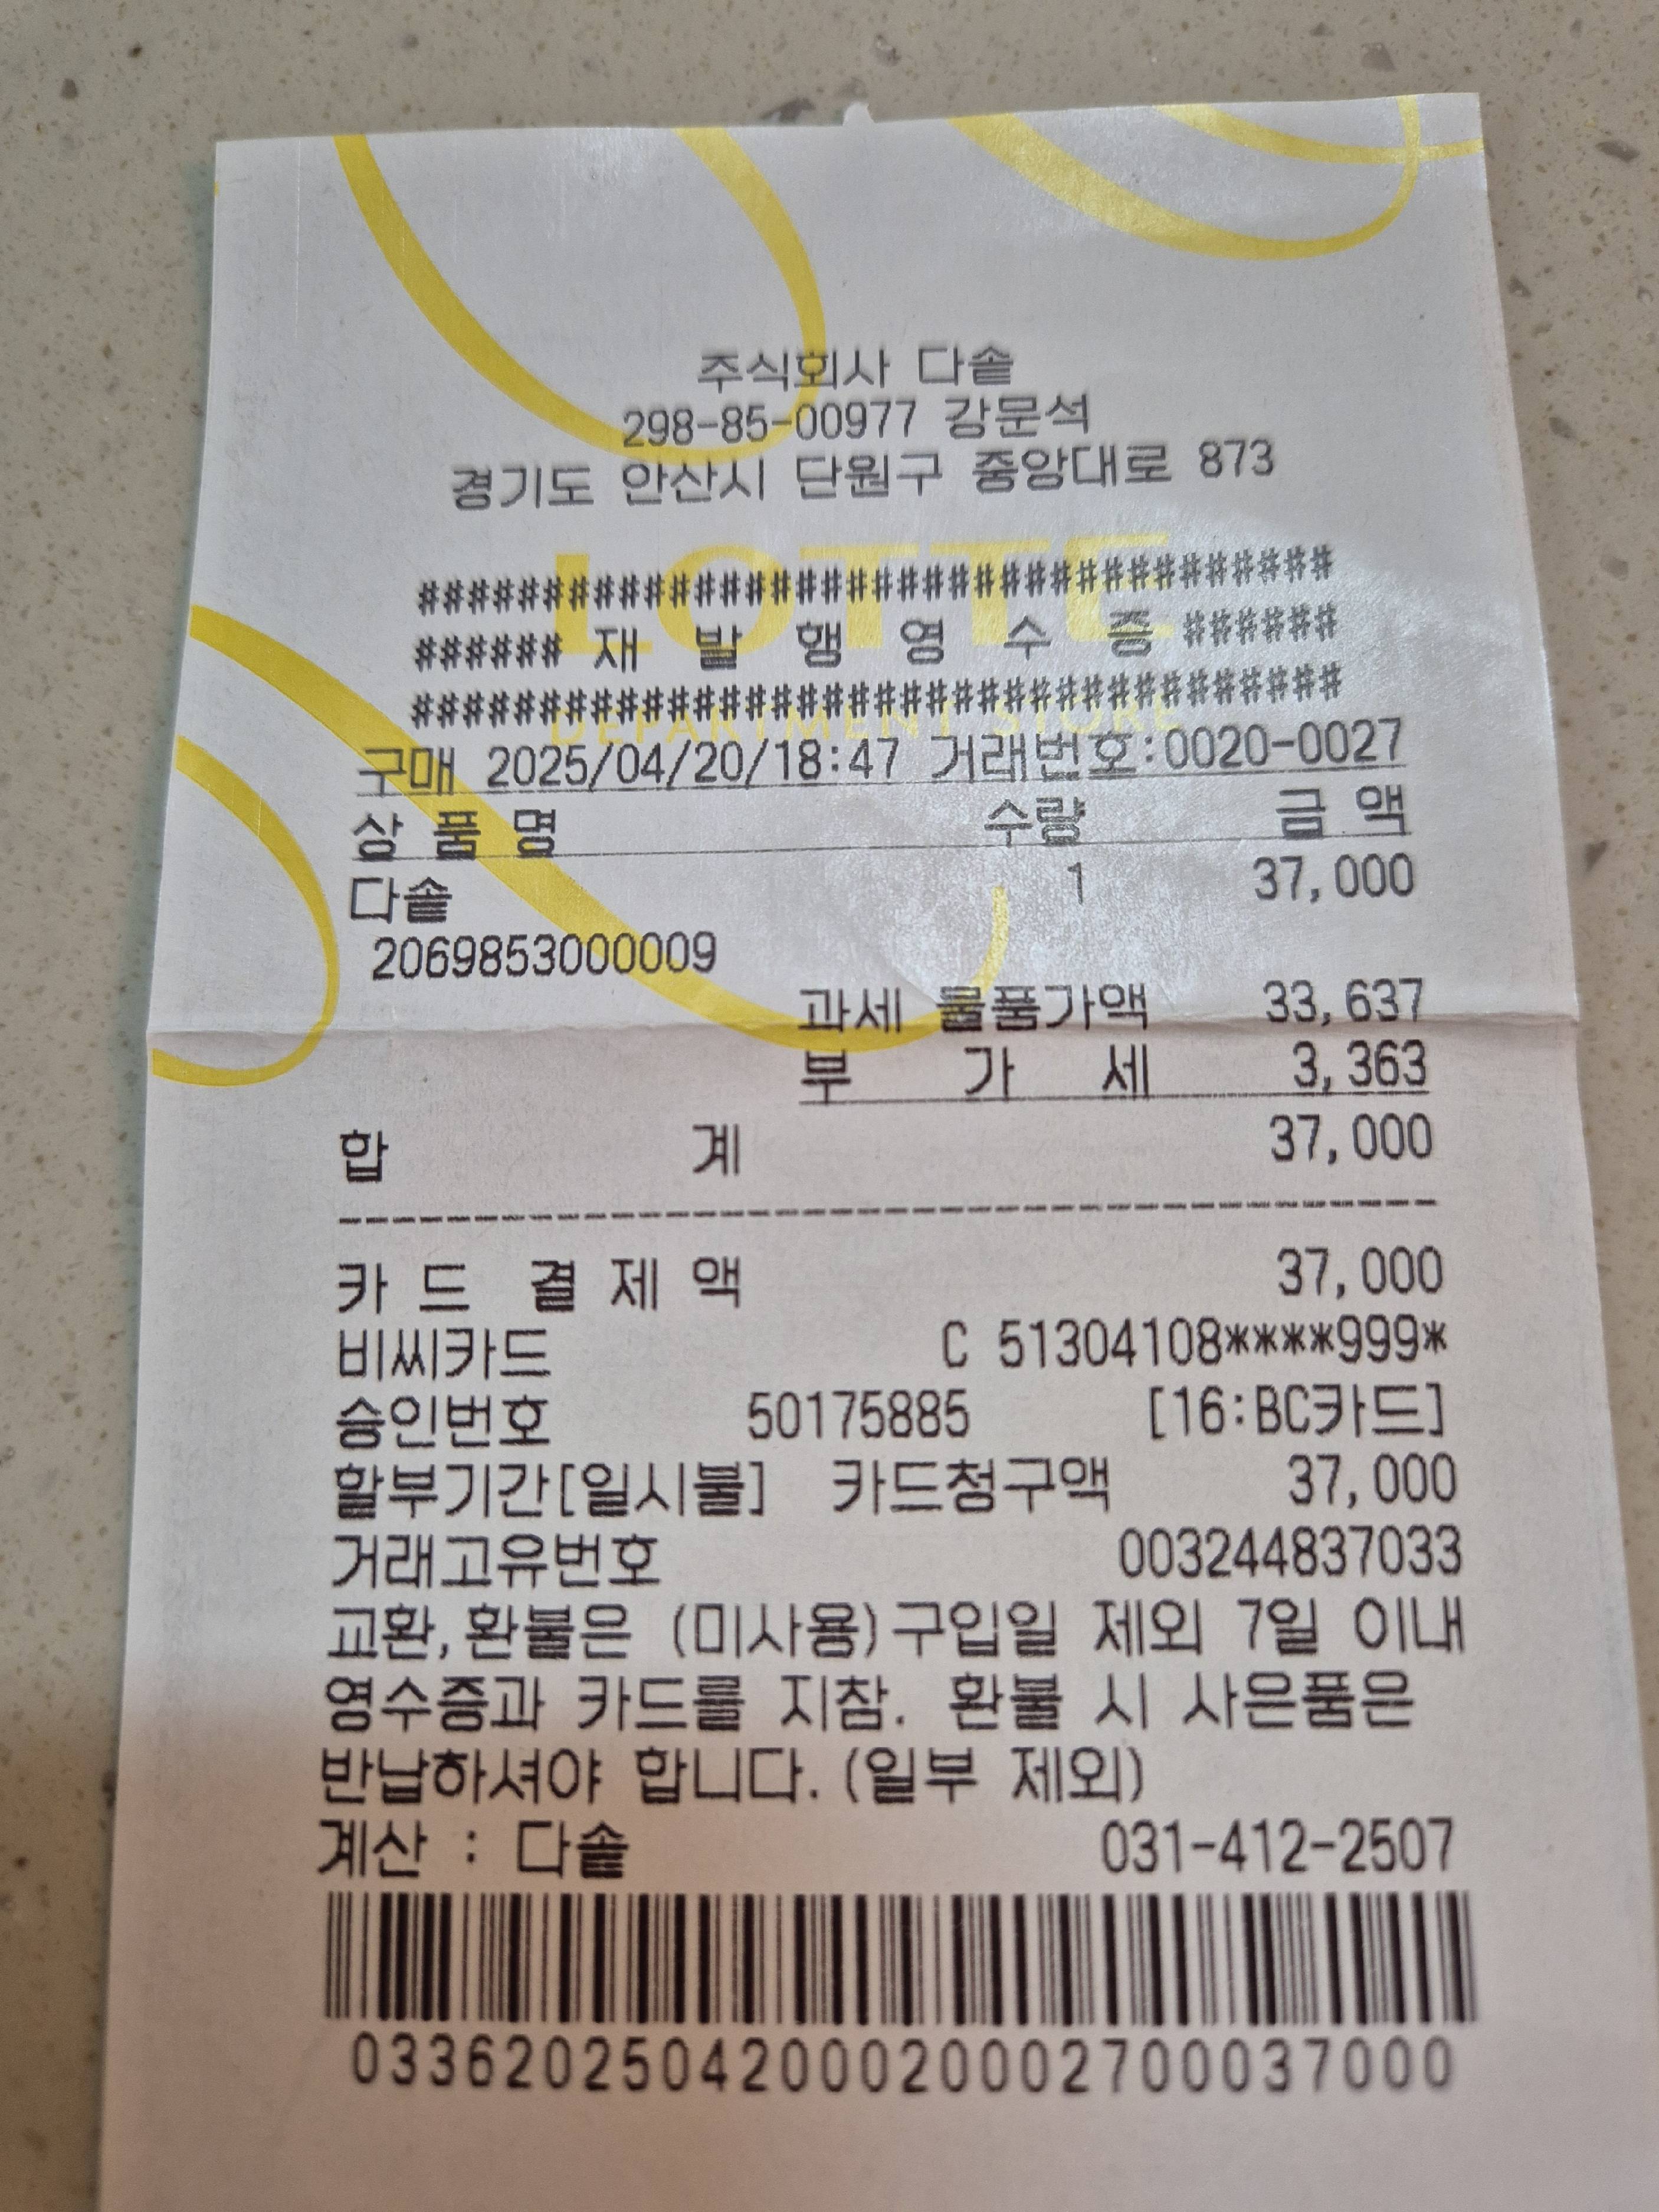 주식회사 다솥
298-85-00977 강문석
경기도 안산시 단원구 중앙대로 873
LOTTE
####################################
###### 재 발 행 영 수 증 ######
####################################
DEPARTMENT STORE
구매 2025/04/20/18:47 거래번호:0020-0027
상 품 명 수량 금 액
다솥 1 37,000
2069853000009
과세 물품가액 33,637
부 가 세 3,363
합 계 37,000
------------------------------------------
카 드 결 제 액 37,000
비씨카드 C 51304108****999*
승인번호 50175885 [16:BC카드]
할부기간[일시불] 카드청구액 37,000
거래고유번호 003244837033
교환,환불은 (미사용)구입일 제외 7일 이내
영수증과 카드를 지참. 환불 시 사은품은
반납하셔야 합니다.(일부 제외)
계산 : 다솥 031-412-2507
0336202504200020002700037000